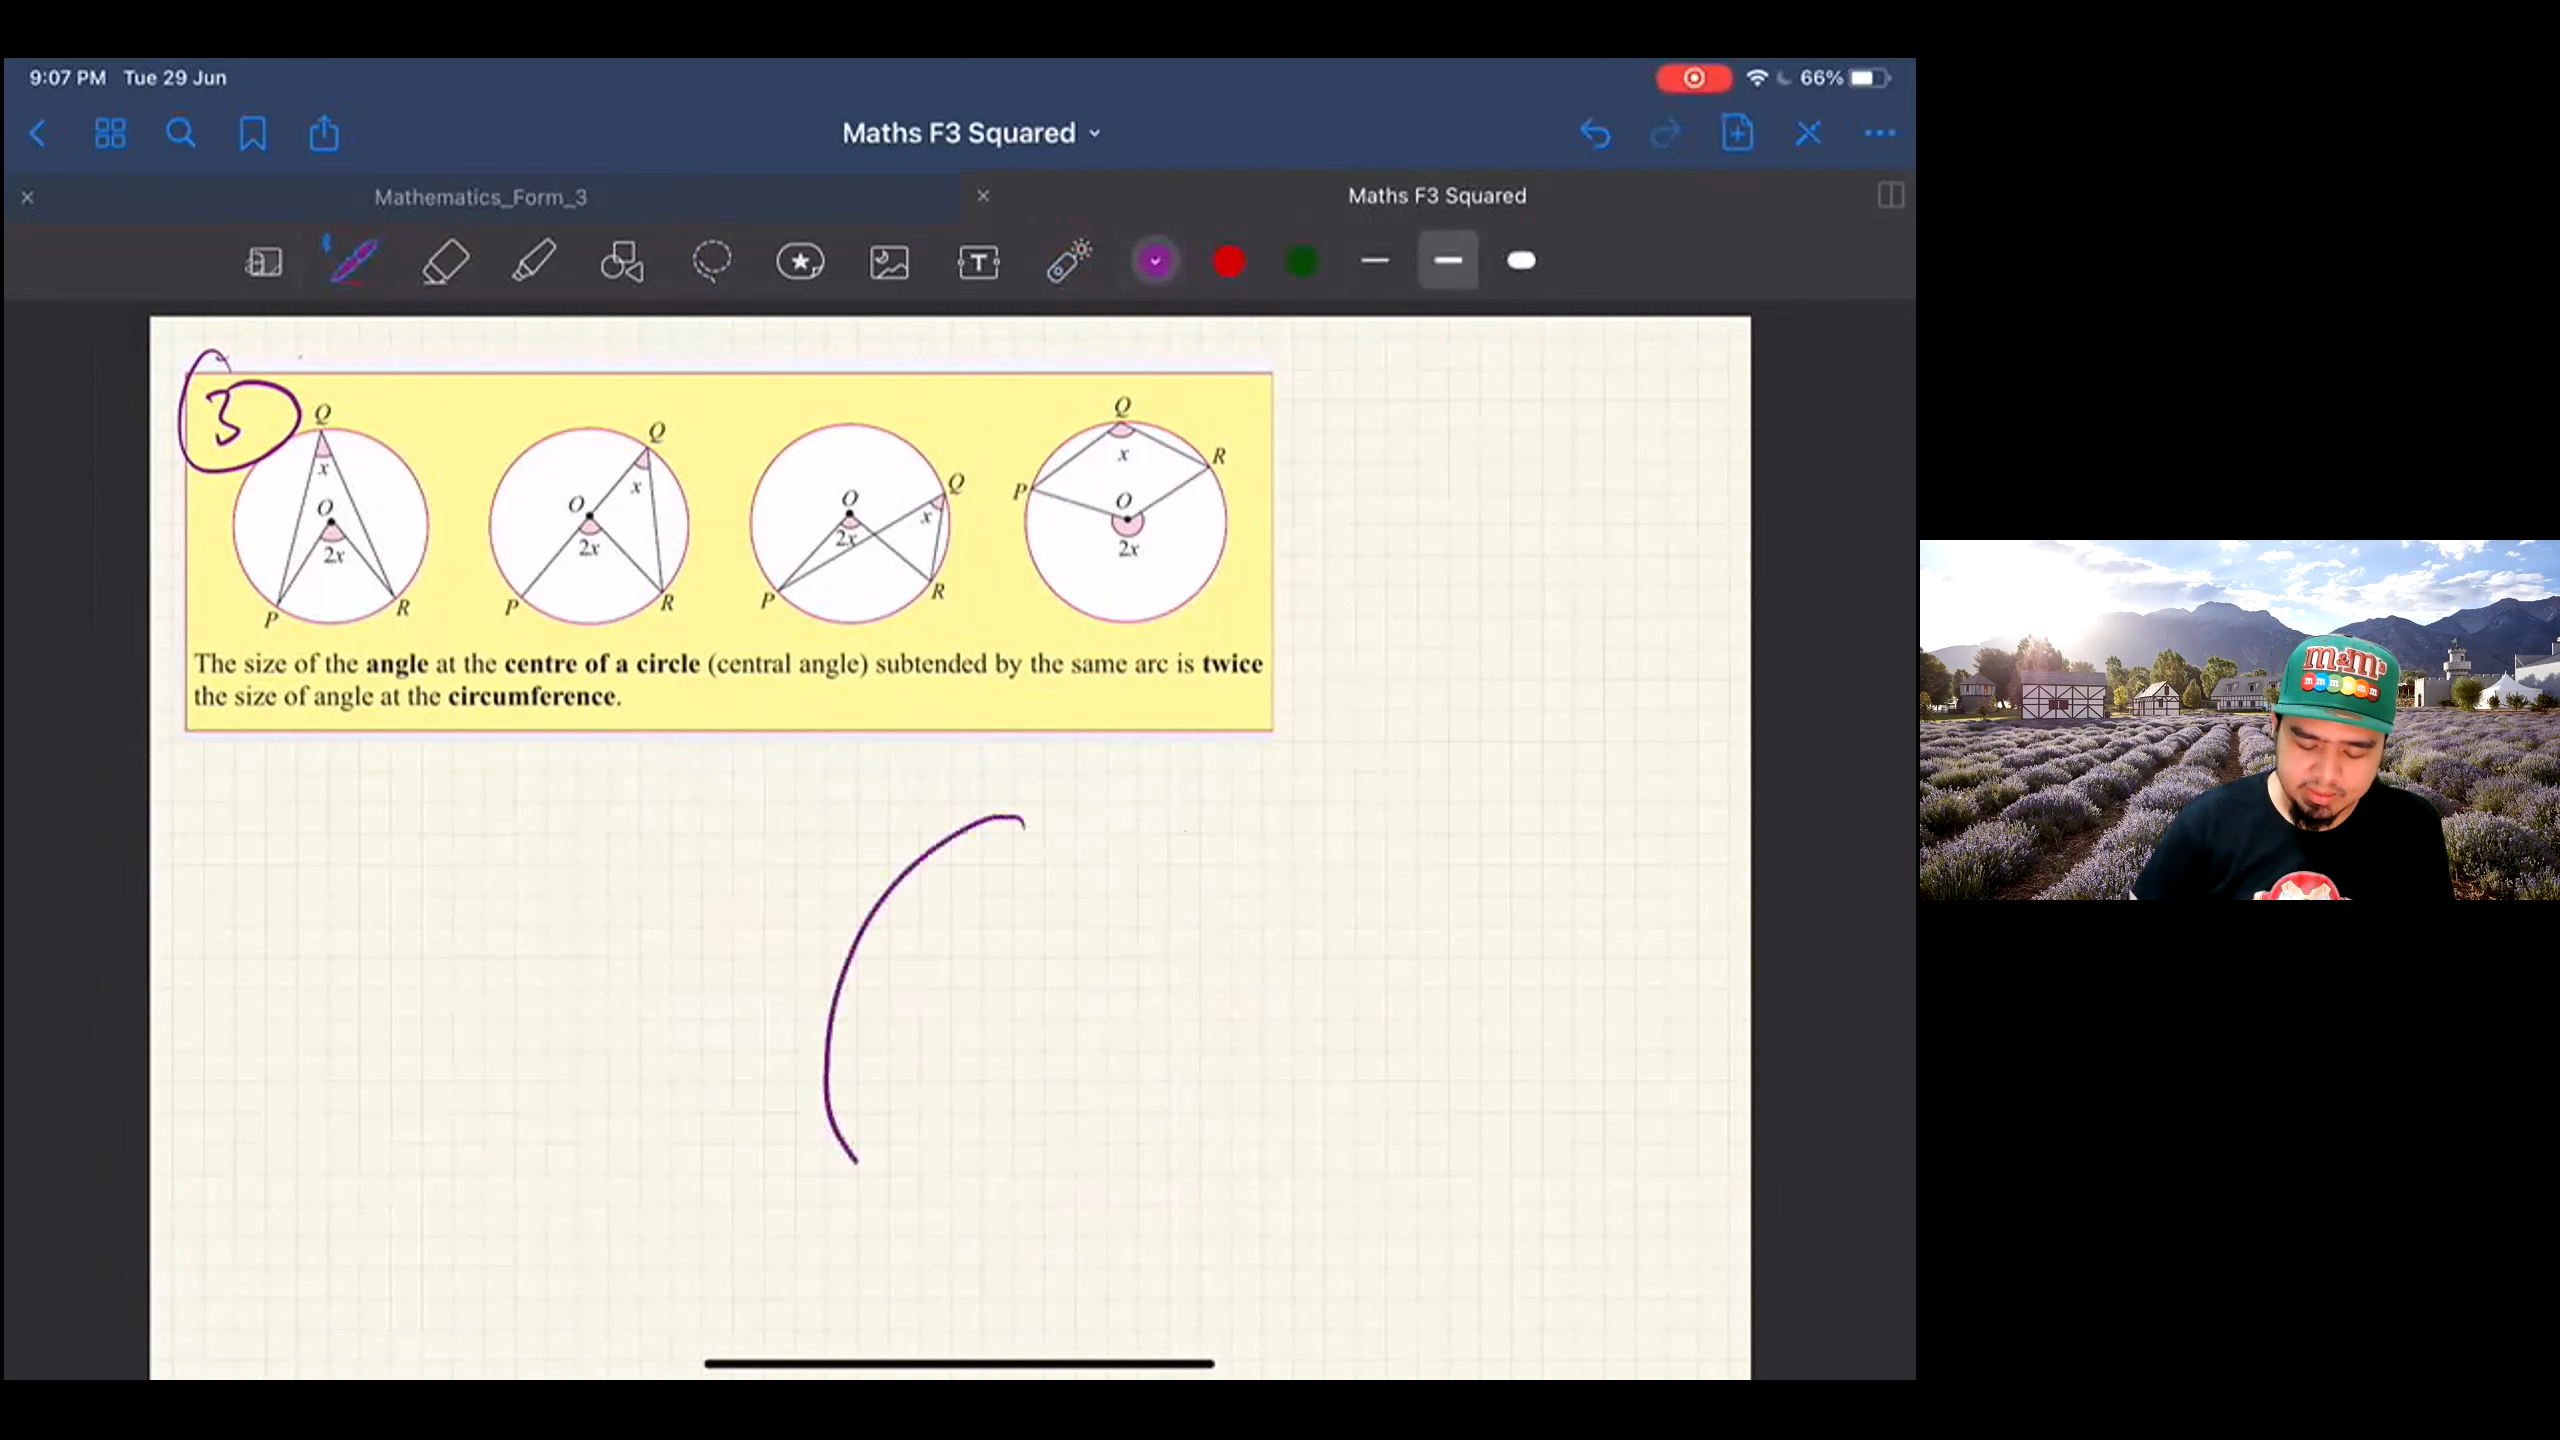 9:07 PM Tue 29 Jun
66%
Maths F3 Squared
Mathematics_Form_3
Maths F3 Squared
T
3
Q
x
O
2x
P
R
Q
x
O
2x
P
R
Q
x
O
2x
P
R
Q
x
R
P
O
2x
The size of the angle at the centre of a circle (central angle) subtended by the same arc is twice
the size of angle at the circumference.
m&m's
m m m m m